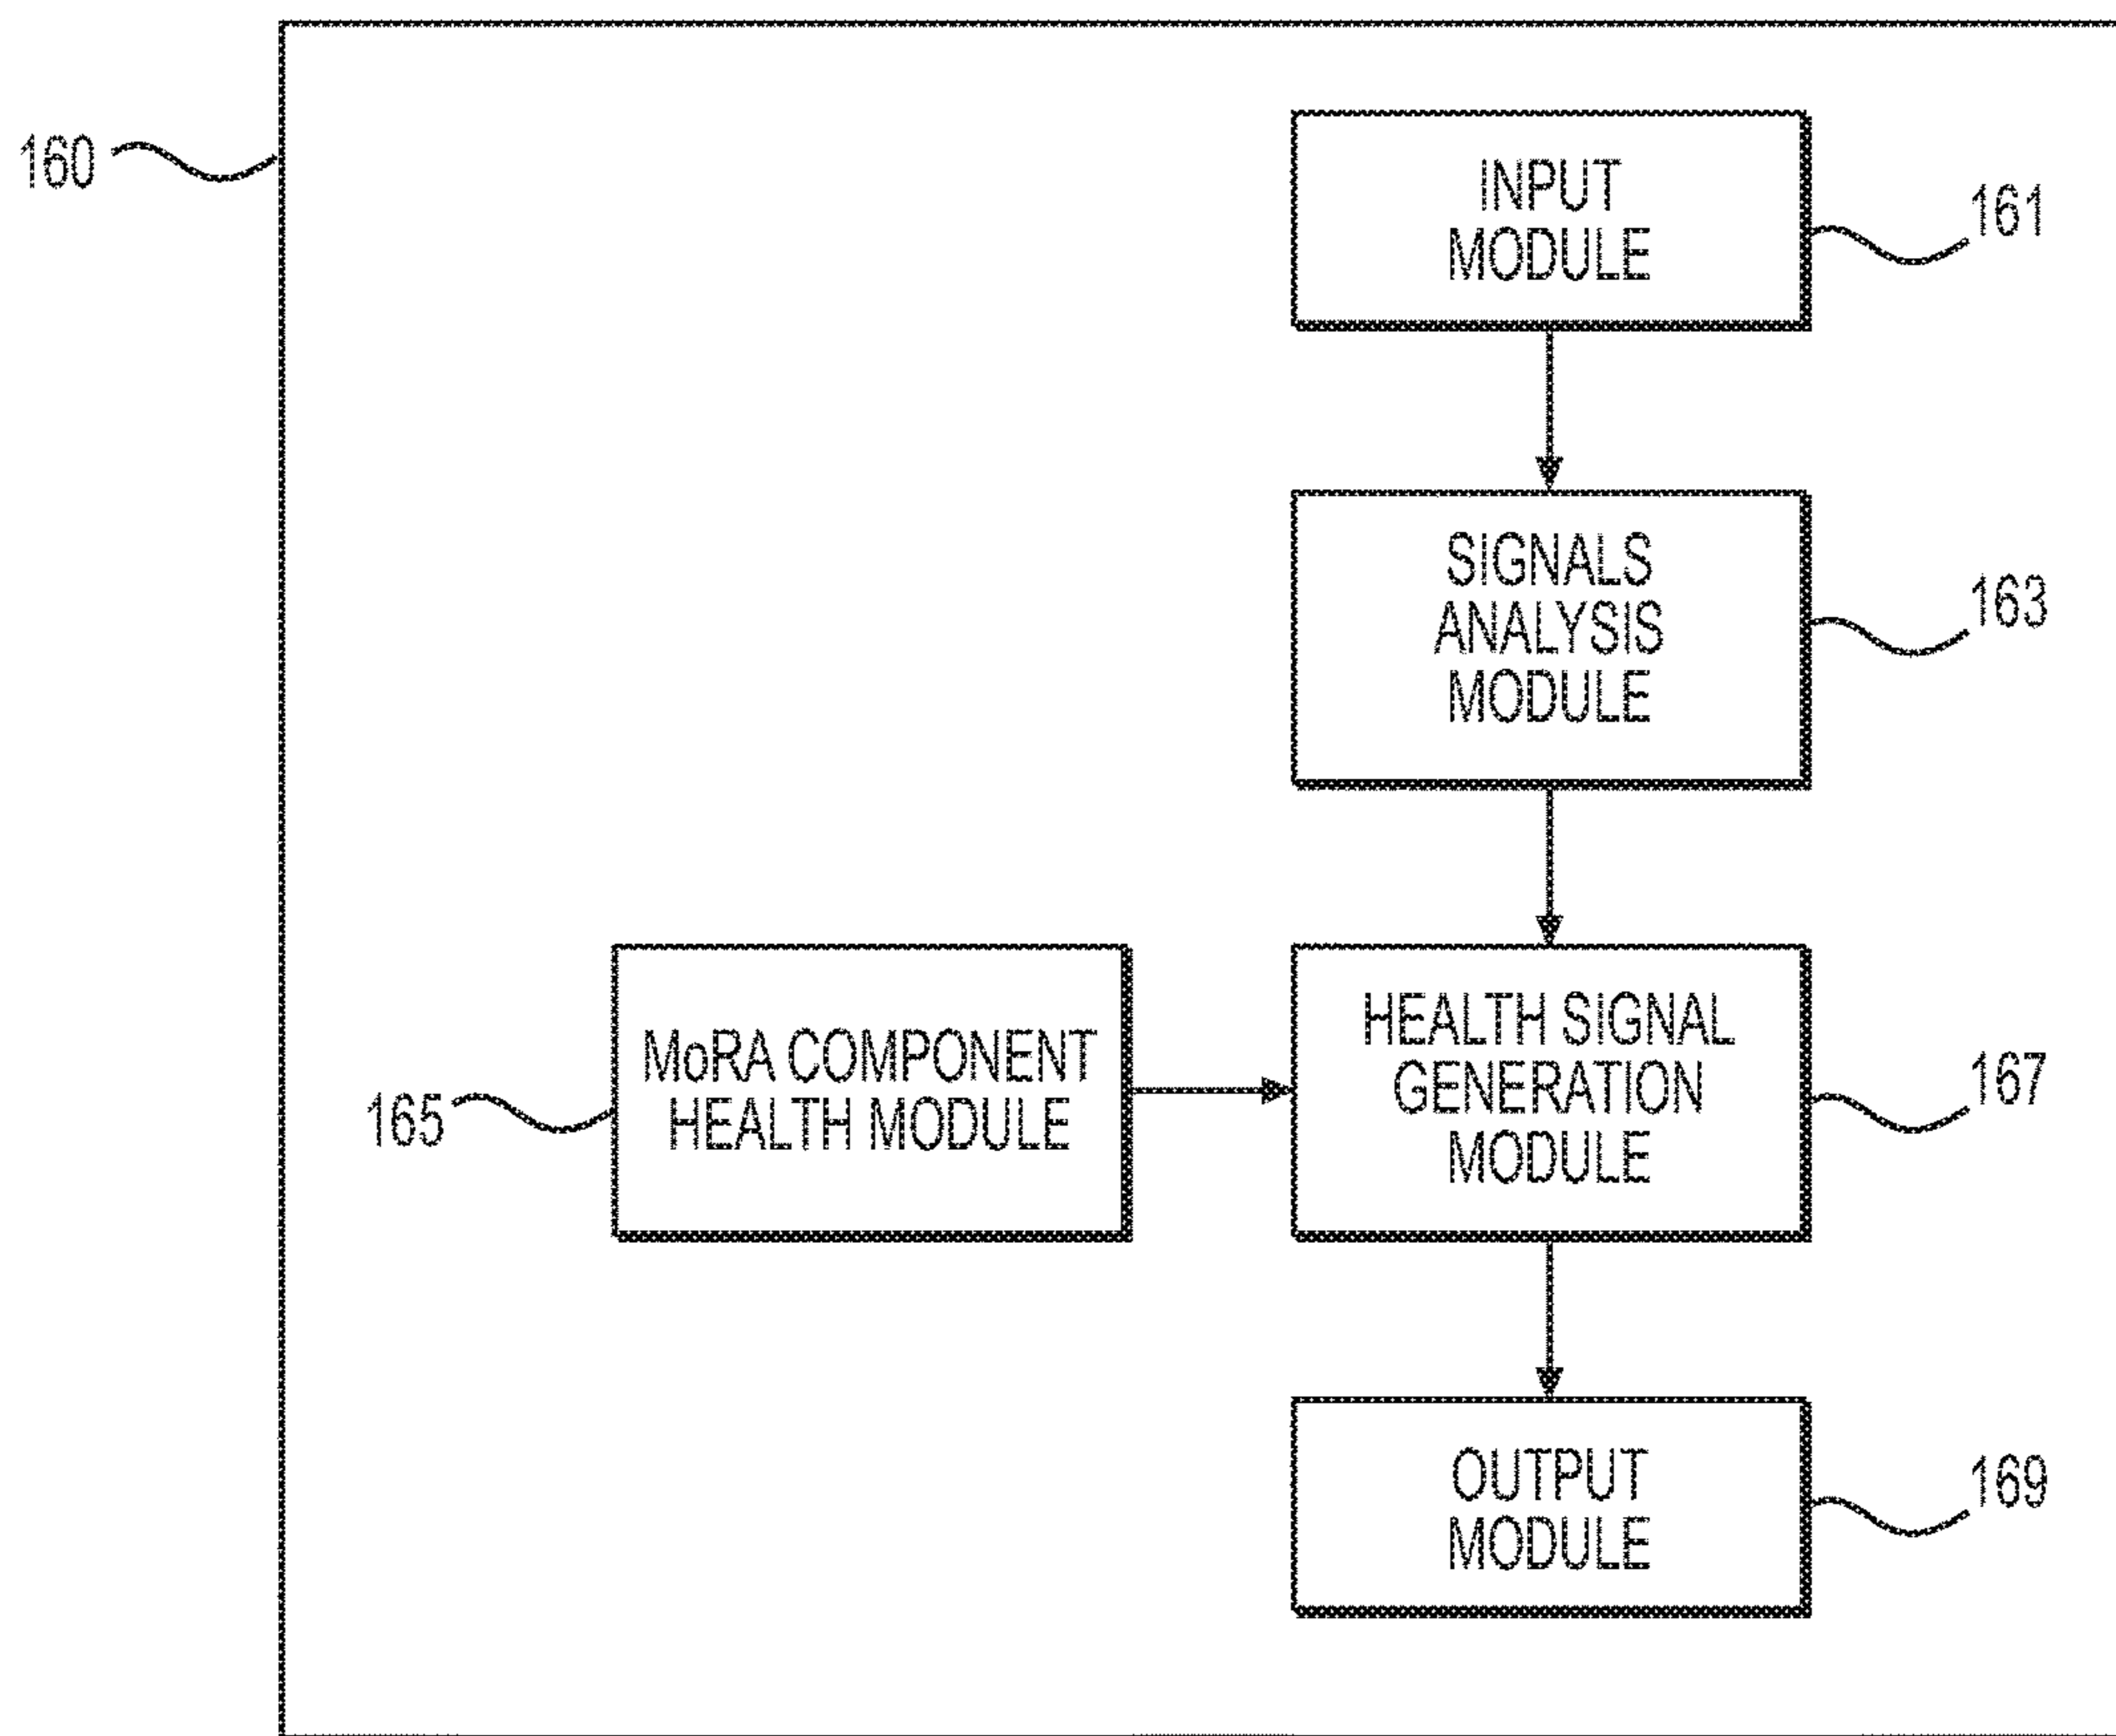 160
INPUT
MODULE
161
SIGNALS
ANALYSIS
MODULE
163
MoRA COMPONENT
HEALTH MODULE
165
HEALTH SIGNAL
GENERATION
MODULE
167
OUTPUT
MODULE
169